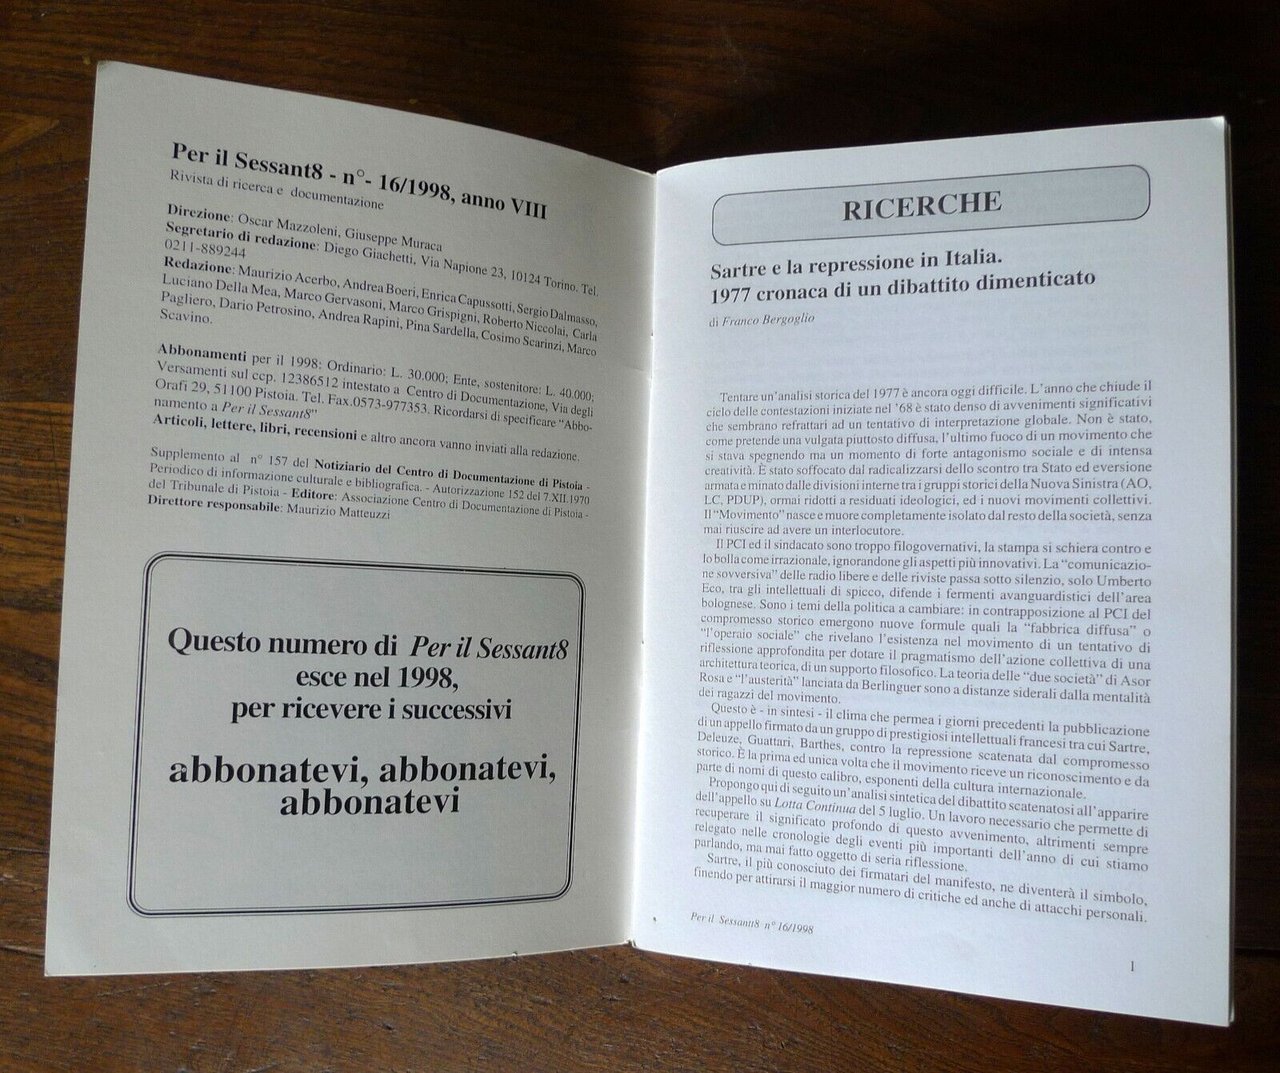 Per il Sessant8 - n°- 16/1998, anno VIII
Rivista di ricerca e documentazione
Direzione: Oscar Mazzoleni, Giuseppe Muraca
Segretario di redazione: Diego Giachetti, Via Napione 23, 10124 Torino. Tel.
0211-889244
Redazione: Maurizio Acerbo, Andrea Boeri, Enrica Capussotti, Sergio Dalmasso,
Luciano Della Mea, Marco Gervasoni, Marco Grispigni, Roberto Niccolai, Carla
Pagliero, Dario Petrosino, Andrea Rapini, Pina Sardella, Cosimo Scarinzi, Marco
Scavino.
Abbonamenti per il 1998: Ordinario: L. 30.000; Ente, sostenitore: L. 40.000;
Versamenti sul ccp. 12386512 intestato a Centro di Documentazione, Via degli
Orafi 29, 51100 Pistoia. Tel. Fax.0573-977353. Ricordarsi di specificare "Abbo-
namento a Per il Sessant8"
Articoli, lettere, libri, recensioni e altro ancora vanno inviati alla redazione.
Supplemento al n° 157 del Notiziario del Centro di Documentazione di Pistoia -
Periodico di informazione culturale e bibliografica. - Autorizzazione 152 del 7.XII.1970
del Tribunale di Pistoia - Editore: Associazione Centro di Documentazione di Pistoia -
Direttore responsabile: Maurizio Matteuzzi
Questo numero di Per il Sessant8
esce nel 1998,
per ricevere i successivi
abbonatevi, abbonatevi,
abbonatevi
RICERCHE
Sartre e la repressione in Italia.
1977 cronaca di un dibattito dimenticato
di Franco Bergoglio
Tentare un'analisi storica del 1977 è ancora oggi difficile. L'anno che chiude il
ciclo delle contestazioni iniziate nel '68 è stato denso di avvenimenti significativi
che sembrano refrattari ad un tentativo di interpretazione globale. Non è stato,
come pretende una vulgata piuttosto diffusa, l'ultimo fuoco di un movimento che
si stava spegnendo ma un momento di forte antagonismo sociale e di intensa
creatività. È stato soffocato dal radicalizzarsi dello scontro tra Stato ed eversione
armata e minato dalle divisioni interne tra i gruppi storici della Nuova Sinistra (AO,
LC, PDUP), ormai ridotti a residuati ideologici, ed i nuovi movimenti collettivi.
Il "Movimento" nasce e muore completamente isolato dal resto della società, senza
mai riuscire ad avere un interlocutore.
Il PCI ed il sindacato sono troppo filogovernativi, la stampa si schiera contro e
lo bolla come irrazionale, ignorandone gli aspetti più innovativi. La "comunicazio-
ne sovversiva" delle radio libere e delle riviste passa sotto silenzio, solo Umberto
Eco, tra gli intellettuali di spicco, difende i fermenti avanguardistici dell'area
bolognese. Sono i temi della politica a cambiare: in contrapposizione al PCI del
compromesso storico emergono nuove formule quali la "fabbrica diffusa" o
"l'operaio sociale" che rivelano l'esistenza nel movimento di un tentativo di
riflessione approfondita per dotare il pragmatismo dell'azione collettiva di una
architettura teorica, di un supporto filosofico. La teoria delle "due società" di Asor
Rosa e "l'austerità" lanciata da Berlinguer sono a distanze siderali dalla mentalità
dei ragazzi del movimento.
Questo è - in sintesi - il clima che permea i giorni precedenti la pubblicazione
di un appello firmato da un gruppo di prestigiosi intellettuali francesi tra cui Sartre,
Deleuze, Guattari, Barthes, contro la repressione scatenata dal compromesso
storico. È la prima ed unica volta che il movimento riceve un riconoscimento e da
parte di nomi di questo calibro, esponenti della cultura internazionale.
Propongo qui di seguito un'analisi sintetica del dibattito scatenatosi all'apparire
dell'appello su Lotta Continua del 5 luglio. Un lavoro necessario che permette di
recuperare il significato profondo di questo avvenimento, altrimenti sempre
relegato nelle cronologie degli eventi più importanti dell'anno di cui stiamo
parlando, ma mai fatto oggetto di seria riflessione.
Sartre, il più conosciuto dei firmatari del manifesto, ne diventerà il simbolo,
finendo per attirarsi il maggior numero di critiche ed anche di attacchi personali.
Per il Sessantt8 n° 16/1998
1